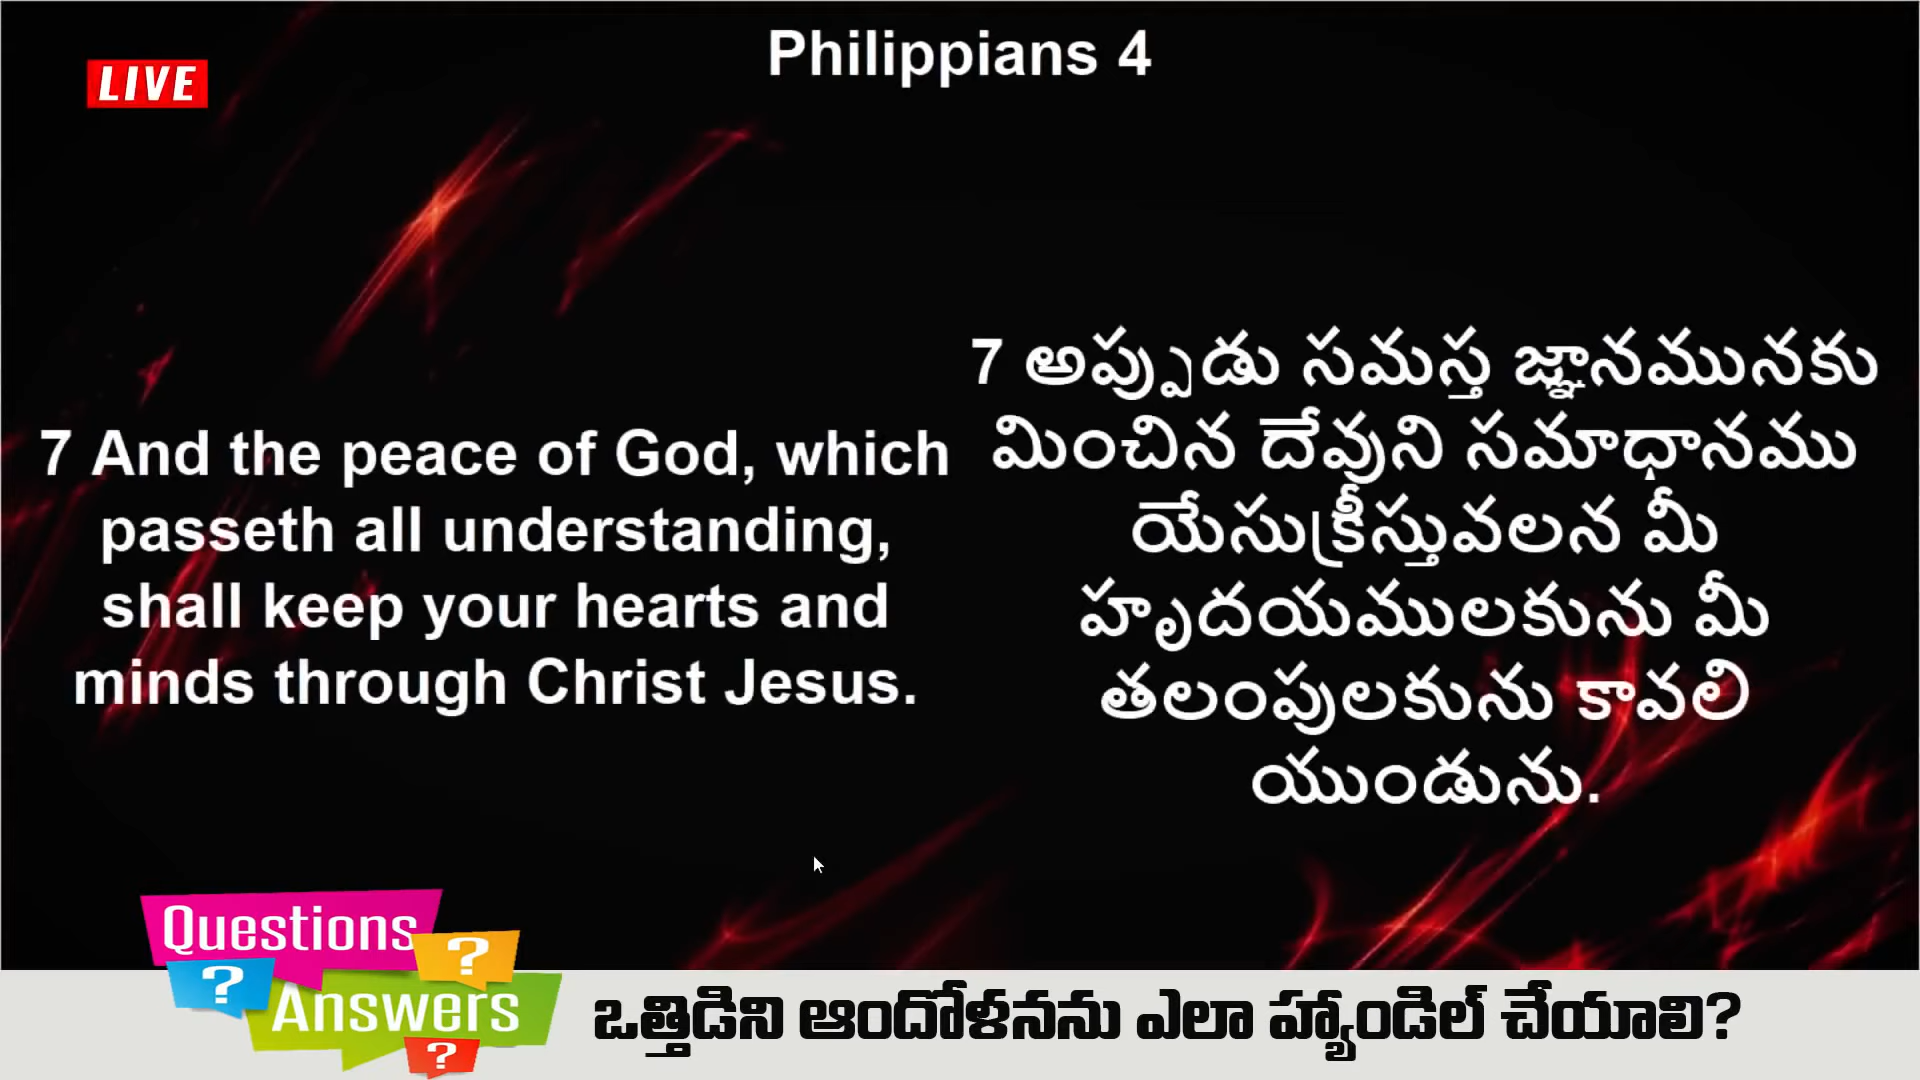 Philippians 4
LIVE
7 And the peace of God, which
passeth all understanding,
shall keep your hearts and
minds through Christ Jesus.
7 అప్పుడు సమస్త జ్ఞానమునకు
మించిన దేవుని సమాధానము
యేసుక్రీస్తువలన మీ
హృదయములకును మీ
తలంపులకును కావలి
యుండును.
Questions
?
?
Answers
?
ఒత్తిడిని ఆందోళనను ఎలా హ్యాండిల్ చేయాలి?